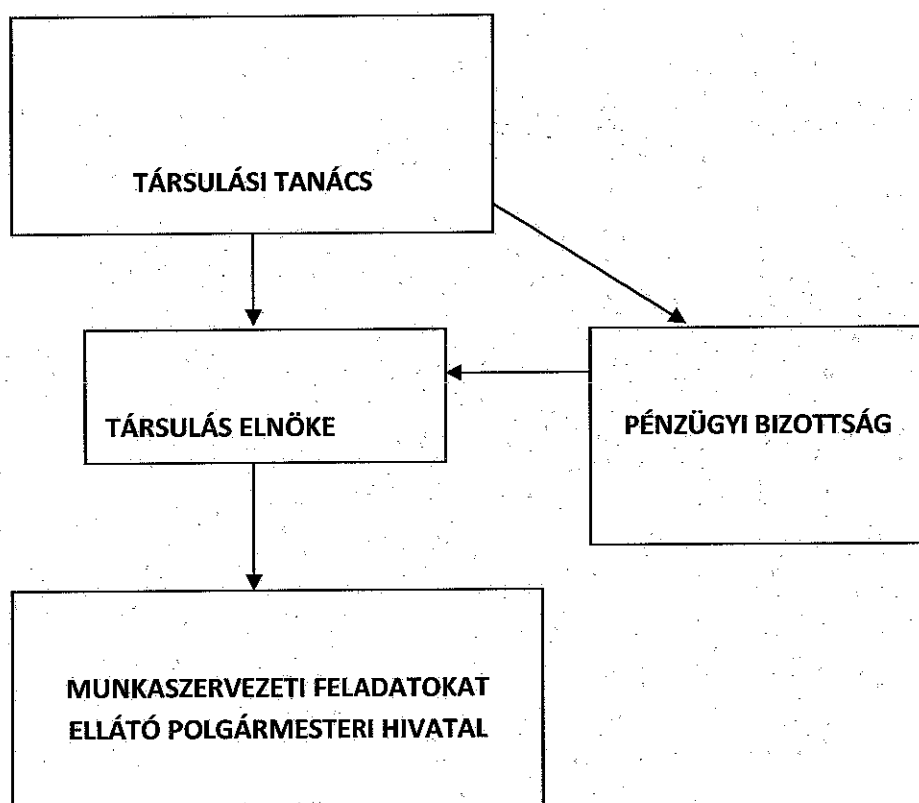 TÁRSULÁSI TANÁCS
TÁRSULÁS ELNÖKE
PÉNZÜGYI BIZOTTSÁG
MUNKASZERVEZETI FELADATOKAT
ELLÁTÓ POLGÁRMESTERI HIVATAL